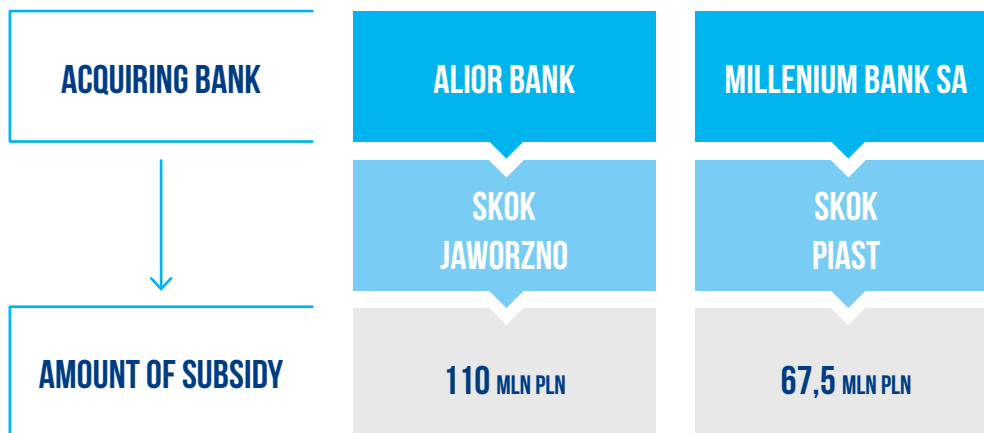 ACQUIRING BANK
ALIOR BANK
MILLENIUM BANK SA
SKOK
JAWORZNO
SKOK
PIAST
AMOUNT OF SUBSIDY
110 MLN PLN
67,5 MLN PLN